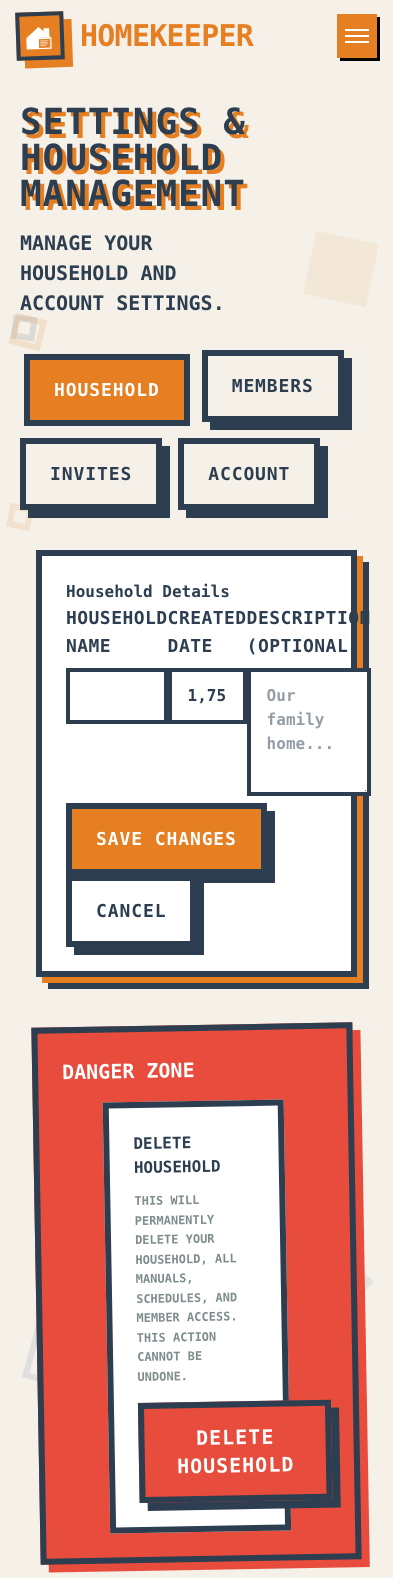 HOMEKEEPER
SETTINGS &
HOUSEHOLD
MANAGEMENT
MANAGE YOUR
HOUSEHOLD AND
ACCOUNT SETTINGS.
HOUSEHOLD
MEMBERS
INVITES
ACCOUNT
Household Details
HOUSEHOLD CREATED DESCRIPTION
NAME DATE (OPTIONAL
1,75
Our
family
home...
SAVE CHANGES
CANCEL
DANGER ZONE
DELETE
HOUSEHOLD
THIS WILL
PERMANENTLY
DELETE YOUR
HOUSEHOLD, ALL
MANUALS,
SCHEDULES, AND
MEMBER ACCESS.
THIS ACTION
CANNOT BE
UNDONE.
DELETE
HOUSEHOLD